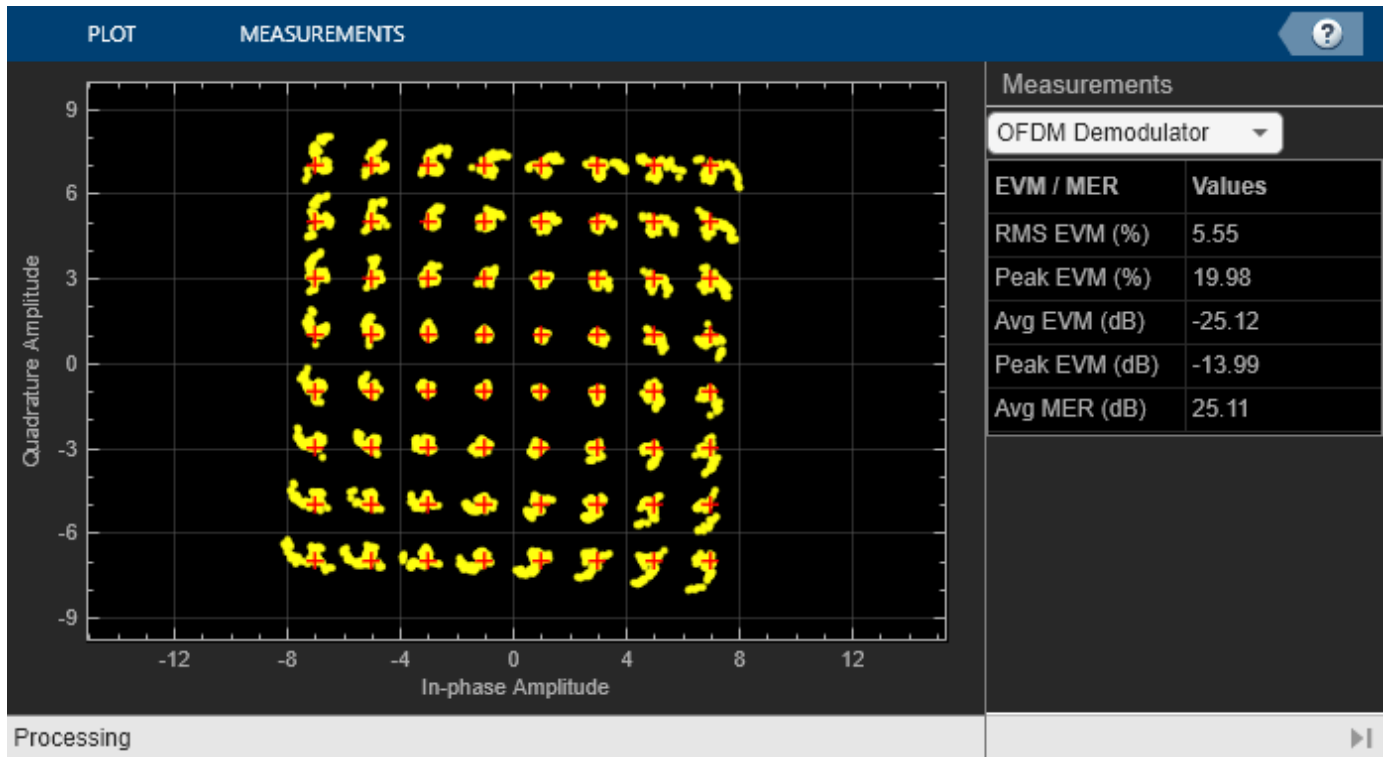 PLOT MEASUREMENTS ?
Measurements
OFDM Demodulator
EVM / MER Values
RMS EVM (%) 5.55
Peak EVM (%) 19.98
Avg EVM (dB) -25.12
Peak EVM (dB) -13.99
Avg MER (dB) 25.11
Quadrature Amplitude
9
6
3
0
-3
-6
-9
-12 -8 -4 0 4 8 12
In-phase Amplitude
Processing